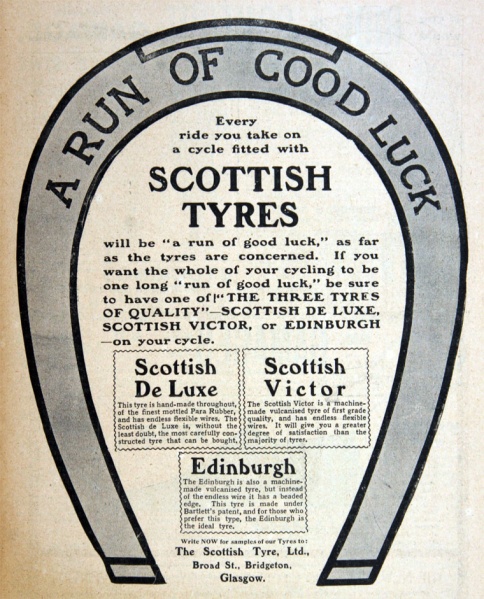 A RUN OF GOOD LUCK
Every
ride you take on
a cycle fitted with
SCOTTISH
TYRES
will be "a run of good luck," as far
as the tyres are concerned. If you
want the whole of your cycling to be
one long "run of good luck," be sure
to have one of "THE THREE TYRES
OF QUALITY"—SCOTTISH DE LUXE,
SCOTTISH VICTOR, or EDINBURGH
—on your cycle.
Scottish
De Luxe
This tyre is hand-made throughout,
of the finest mottled Para Rubber,
and has endless flexible wires. The
Scottish de Luxe is, without the
least doubt, the most carefully con-
structed tyre that can be bought.
Scottish
Victor
The Scottish Victor is a machine-
made vulcanised tyre of first grade
quality, and has endless flexible
wires. It will give you a greater
degree of satisfaction than the
majority of tyres.
Edinburgh
The Edinburgh is also a machine-
made vulcanised tyre, but instead
of the endless wire it has a beaded
edge. This tyre is made under
Bartlett's patent, and for those who
prefer this type, the Edinburgh is
the ideal tyre.
Write NOW for samples of our Tyres to:
The Scottish Tyre, Ltd.,
Broad St., Bridgeton,
Glasgow.